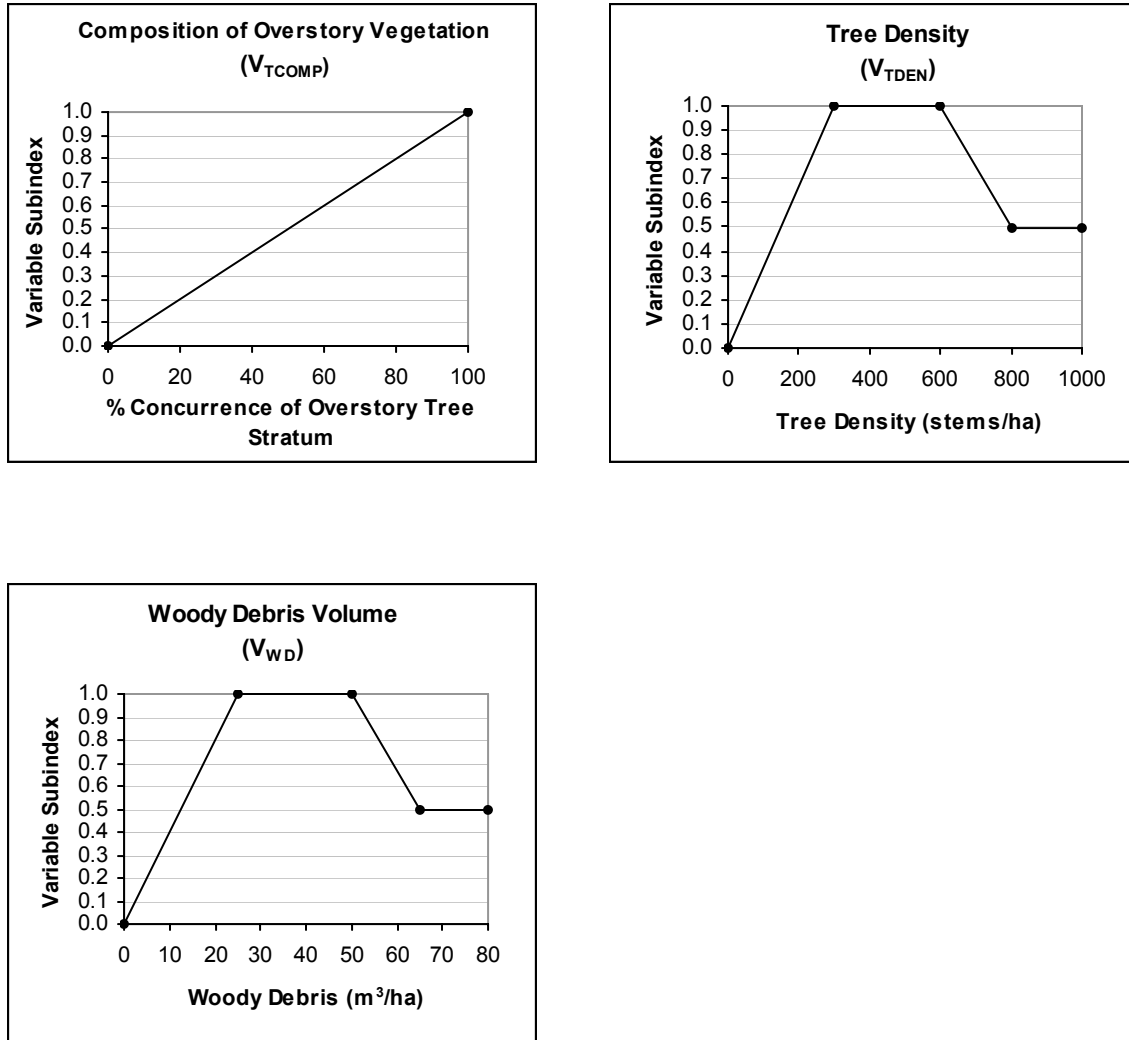 Composition of Overstory Vegetation
(V_TCOMP)
1.0
0.9
0.8
0.7
0.6
0.5
0.4
0.3
0.2
0.1
0.0
Variable Subindex
0 20 40 60 80 100
% Concurrence of Overstory Tree
Stratum
Tree Density
(V_TDEN)
1.0
0.9
0.8
0.7
0.6
0.5
0.4
0.3
0.2
0.1
0.0
Variable Subindex
0 200 400 600 800 1000
Tree Density (stems/ha)
Woody Debris Volume
(V_WD)
1.0
0.9
0.8
0.7
0.6
0.5
0.4
0.3
0.2
0.1
0.0
Variable Subindex
0 10 20 30 40 50 60 70 80
Woody Debris (m³/ha)